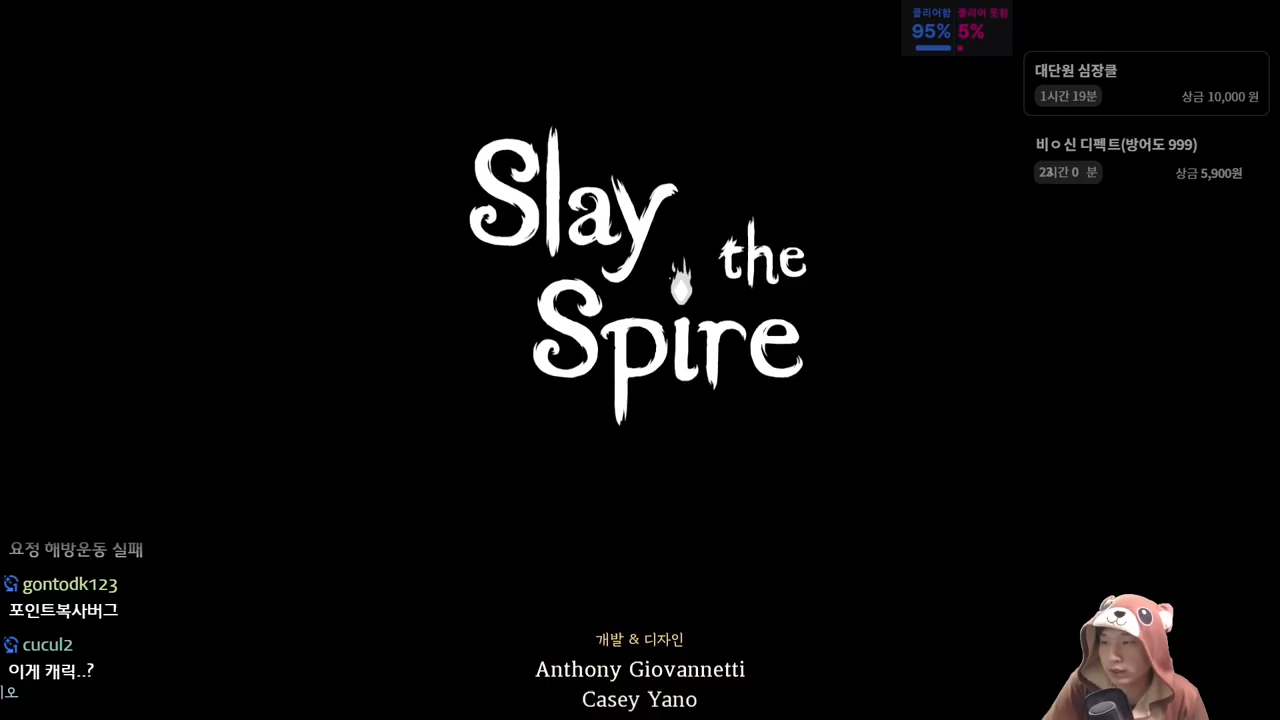 클리어함 클리어 못함
95% 5%
대단원 심장클
1시간 19분
상금 10,000 원
비ㅇ신 디펙트(방어도 999)
시간 0 분
상금 5,900원
Slay
the
Spire
요정 해방운동 실패
gontodk123
포인트복사버그
cucul2
이게 캐릭..?
개발 & 디자인
Anthony Giovannetti
Casey Yano